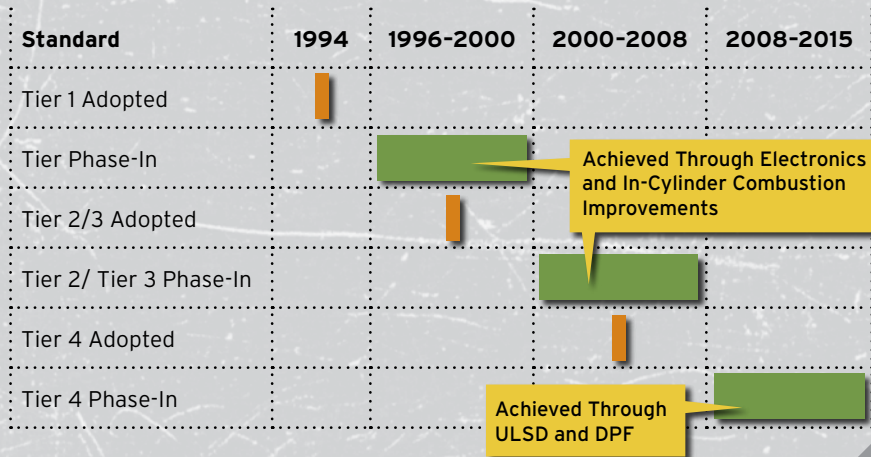 Standard 1994 1996-2000 2000-2008 2008-2015
Tier 1 Adopted
Tier Phase-In
Achieved Through Electronics
and In-Cylinder Combustion
Improvements
Tier 2/3 Adopted
Tier 2/ Tier 3 Phase-In
Tier 4 Adopted
Tier 4 Phase-In
Achieved Through
ULSD and DPF